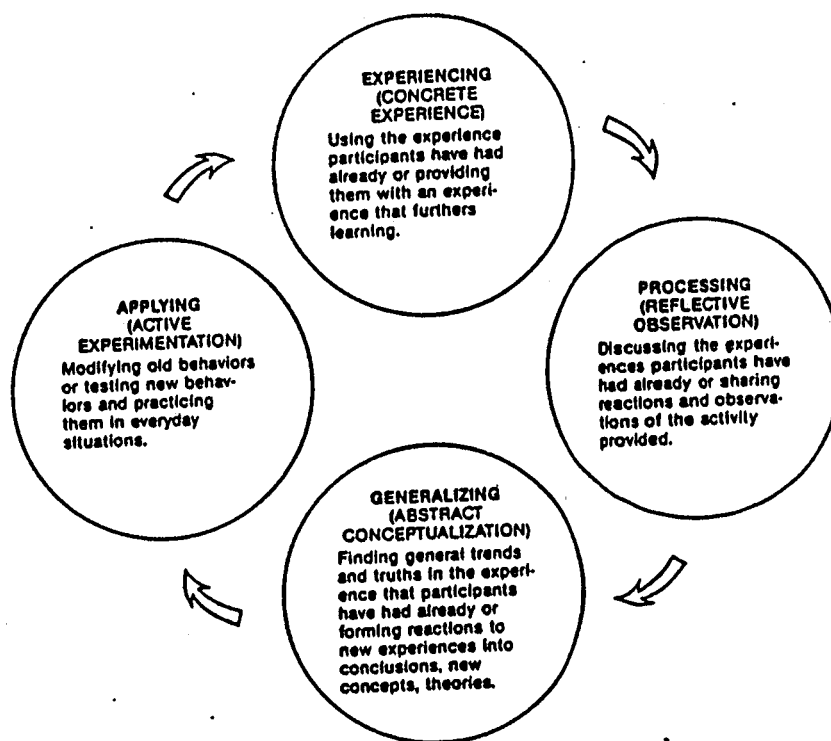 EXPERIENCING
(CONCRETE
EXPERIENCE)
Using the experience
participants have had
already or providing
them with an experi-
ence that furthers
learning.
PROCESSING
(REFLECTIVE
OBSERVATION)
Discussing the experi-
ences participants have
had already or sharing
reactions and observa-
tions of the activity
provided.
GENERALIZING
(ABSTRACT
CONCEPTUALIZATION)
Finding general trends
and truths in the experi-
ence that participants
have had already or
forming reactions to
new experiences into
conclusions, new
concepts, theories.
APPLYING
(ACTIVE
EXPERIMENTATION)
Modifying old behaviors
or testing new behav-
iors and practicing
them in everyday
situations.